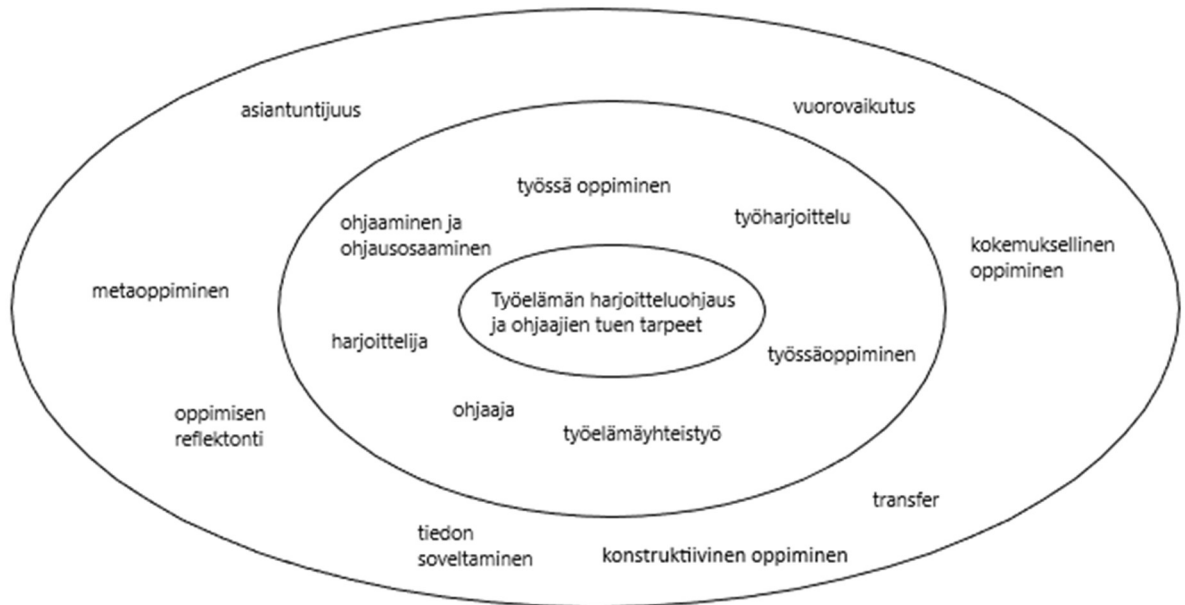 asiantuntijuus
vuorovaikutus
työssä oppiminen
ohjaaminen ja
ohjausosaaminen
työharjoittelu
kokemuksellinen
oppiminen
metaoppiminen
Työelämän harjoitteluohjaus
ja ohjaajien tuen tarpeet
harjoittelija
työssäoppiminen
oppimisen
reflektonti
ohjaaja
työelämäyhteistyö
transfer
tiedon
soveltaminen
konstruktiivinen oppiminen